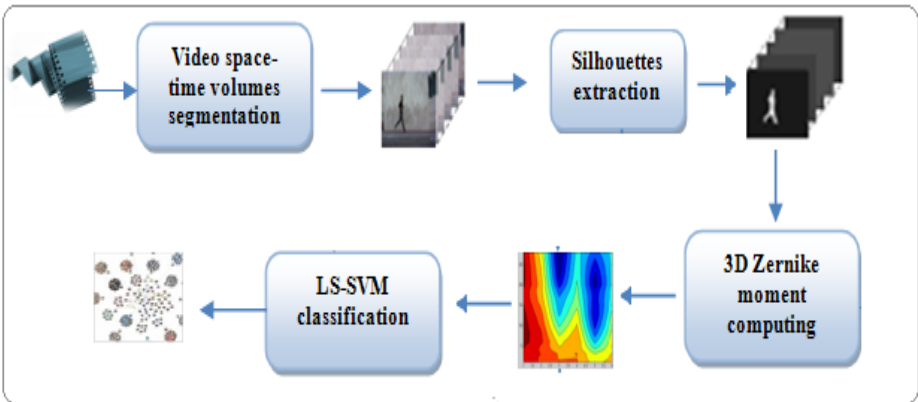 Video space-
time volumes
segmentation
Silhouettes
extraction
3D Zernike
moment
computing
LS-SVM
classification